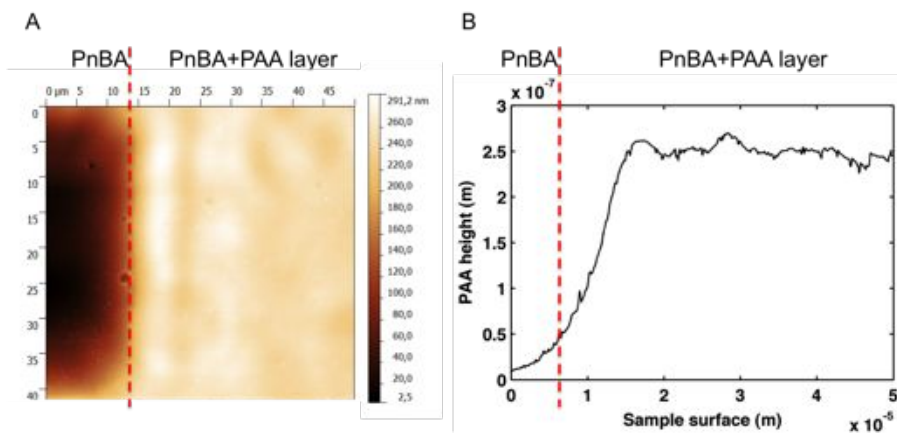 A
PnBA PnBA+PAA layer
0 µm 5 10 15 20 25 30 35 40 45
0
5
10
15
20
25
30
35
40
291,2 nm
260,0
240,0
220,0
200,0
180,0
160,0
140,0
120,0
100,0
80,0
60,0
40,0
20,0
2,5
B
PnBA PnBA+PAA layer
x 10⁻⁷
3
2.5
2
1.5
1
0.5
0
PAA height (m)
0 1 2 3 4 5
Sample surface (m)
x 10⁻⁵